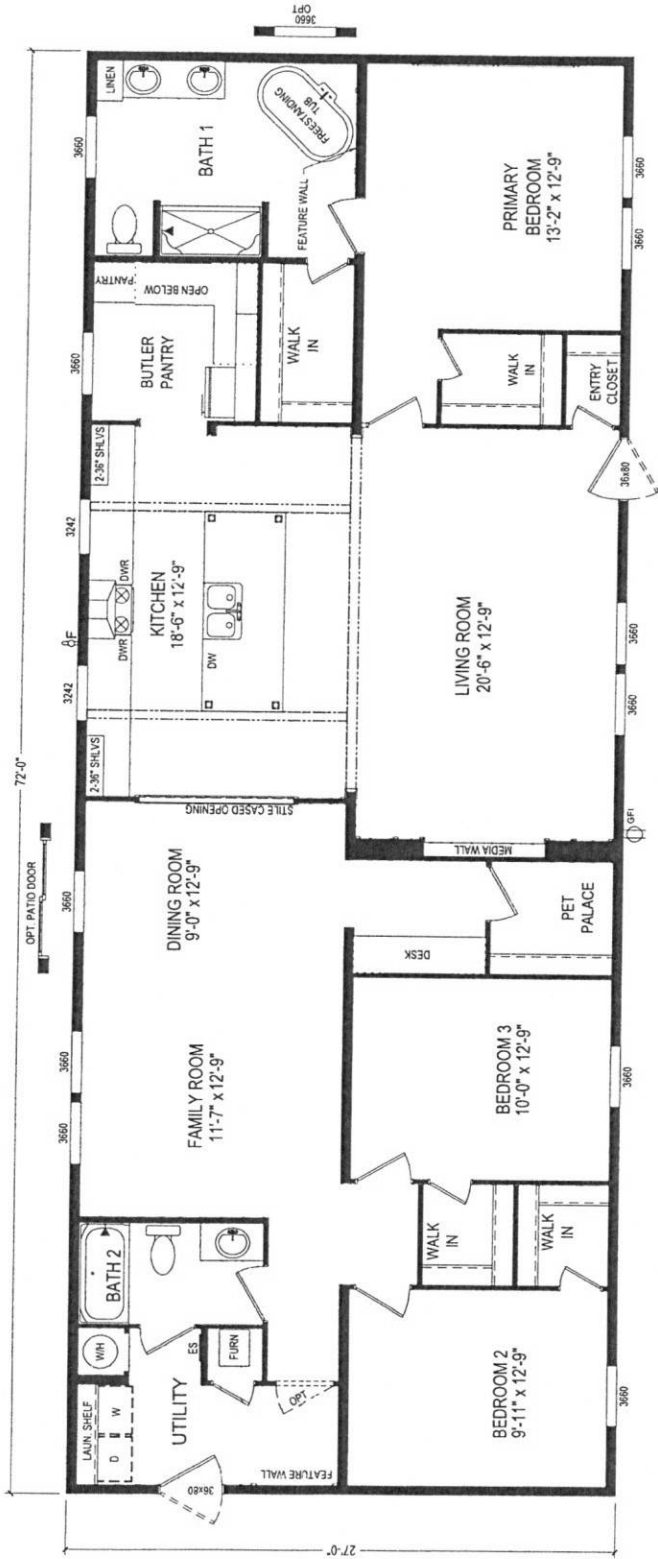 72'-0"
27'-0"
OPT. PATIO DOOR
3660
3660
3660
3242
3242
3660
3660
3660
OPT
LAUN. SHELF
D
W
W/H
BATH 2
UTILITY
ES
FURN
OPT
36x80
FEATURE WALL
FAMILY ROOM
11'-7" x 12'-9"
DINING ROOM
9'-0" x 12'-9"
STILE CASED OPENING
2-36" SHLVS
DWR
DWR
2-36" SHLVS
KITCHEN
18'-6" x 12'-9"
DW
BUTLER
PANTRY
PANTRY
OPEN BELOW
WALK
IN
LINEN
BATH 1
FREESTANDING
TUB
FEATURE WALL
BEDROOM 2
9'-11" x 12'-9"
WALK
IN
WALK
IN
BEDROOM 3
10'-0" x 12'-9"
DESK
PET
PALACE
MEDIA WALL
LIVING ROOM
20'-6" x 12'-9"
WALK
IN
ENTRY
CLOSET
PRIMARY
BEDROOM
13'-2" x 12'-9"
3660
3660
GFI
3660
3660
36x80
3660
3660